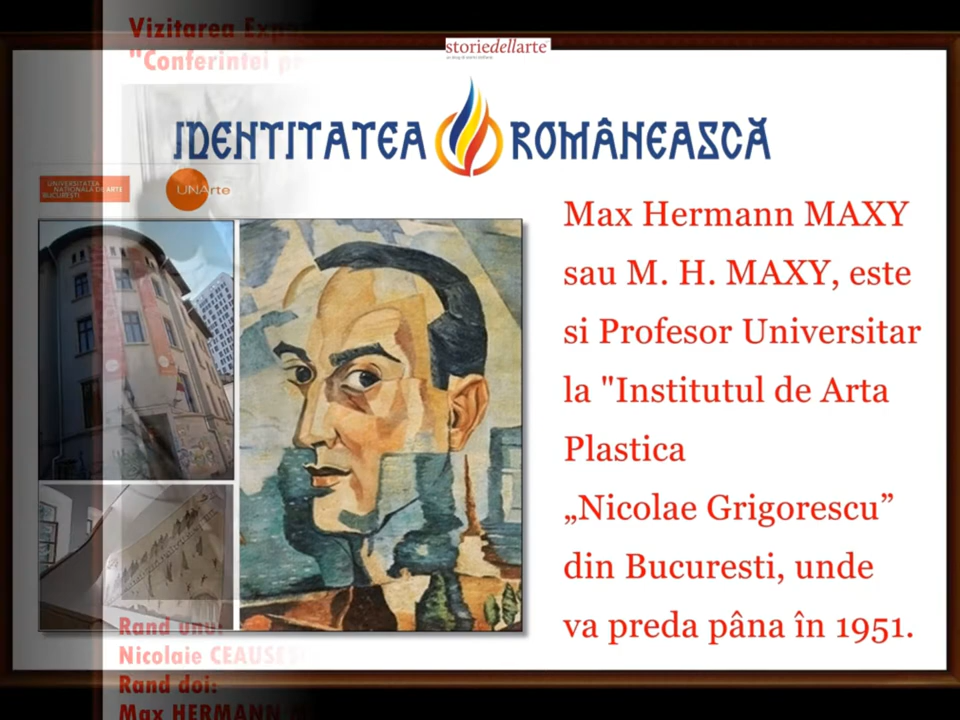 Vizitarea
"Conferintei
storiedellarte
IDENTITATEA ROMÂNEASCĂ
UNIVERSITATEA
NAȚIONALĂ DE ARTE
BUCUREȘTI
UNArte
Max Hermann MAXY
sau M. H. MAXY, este
si Profesor Universitar
la "Institutul de Arta
Plastica
„Nicolae Grigorescu”
din Bucuresti, unde
va preda pâna în 1951.
Rand unu:
Nicolaie
Rand doi:
Max HERMANN